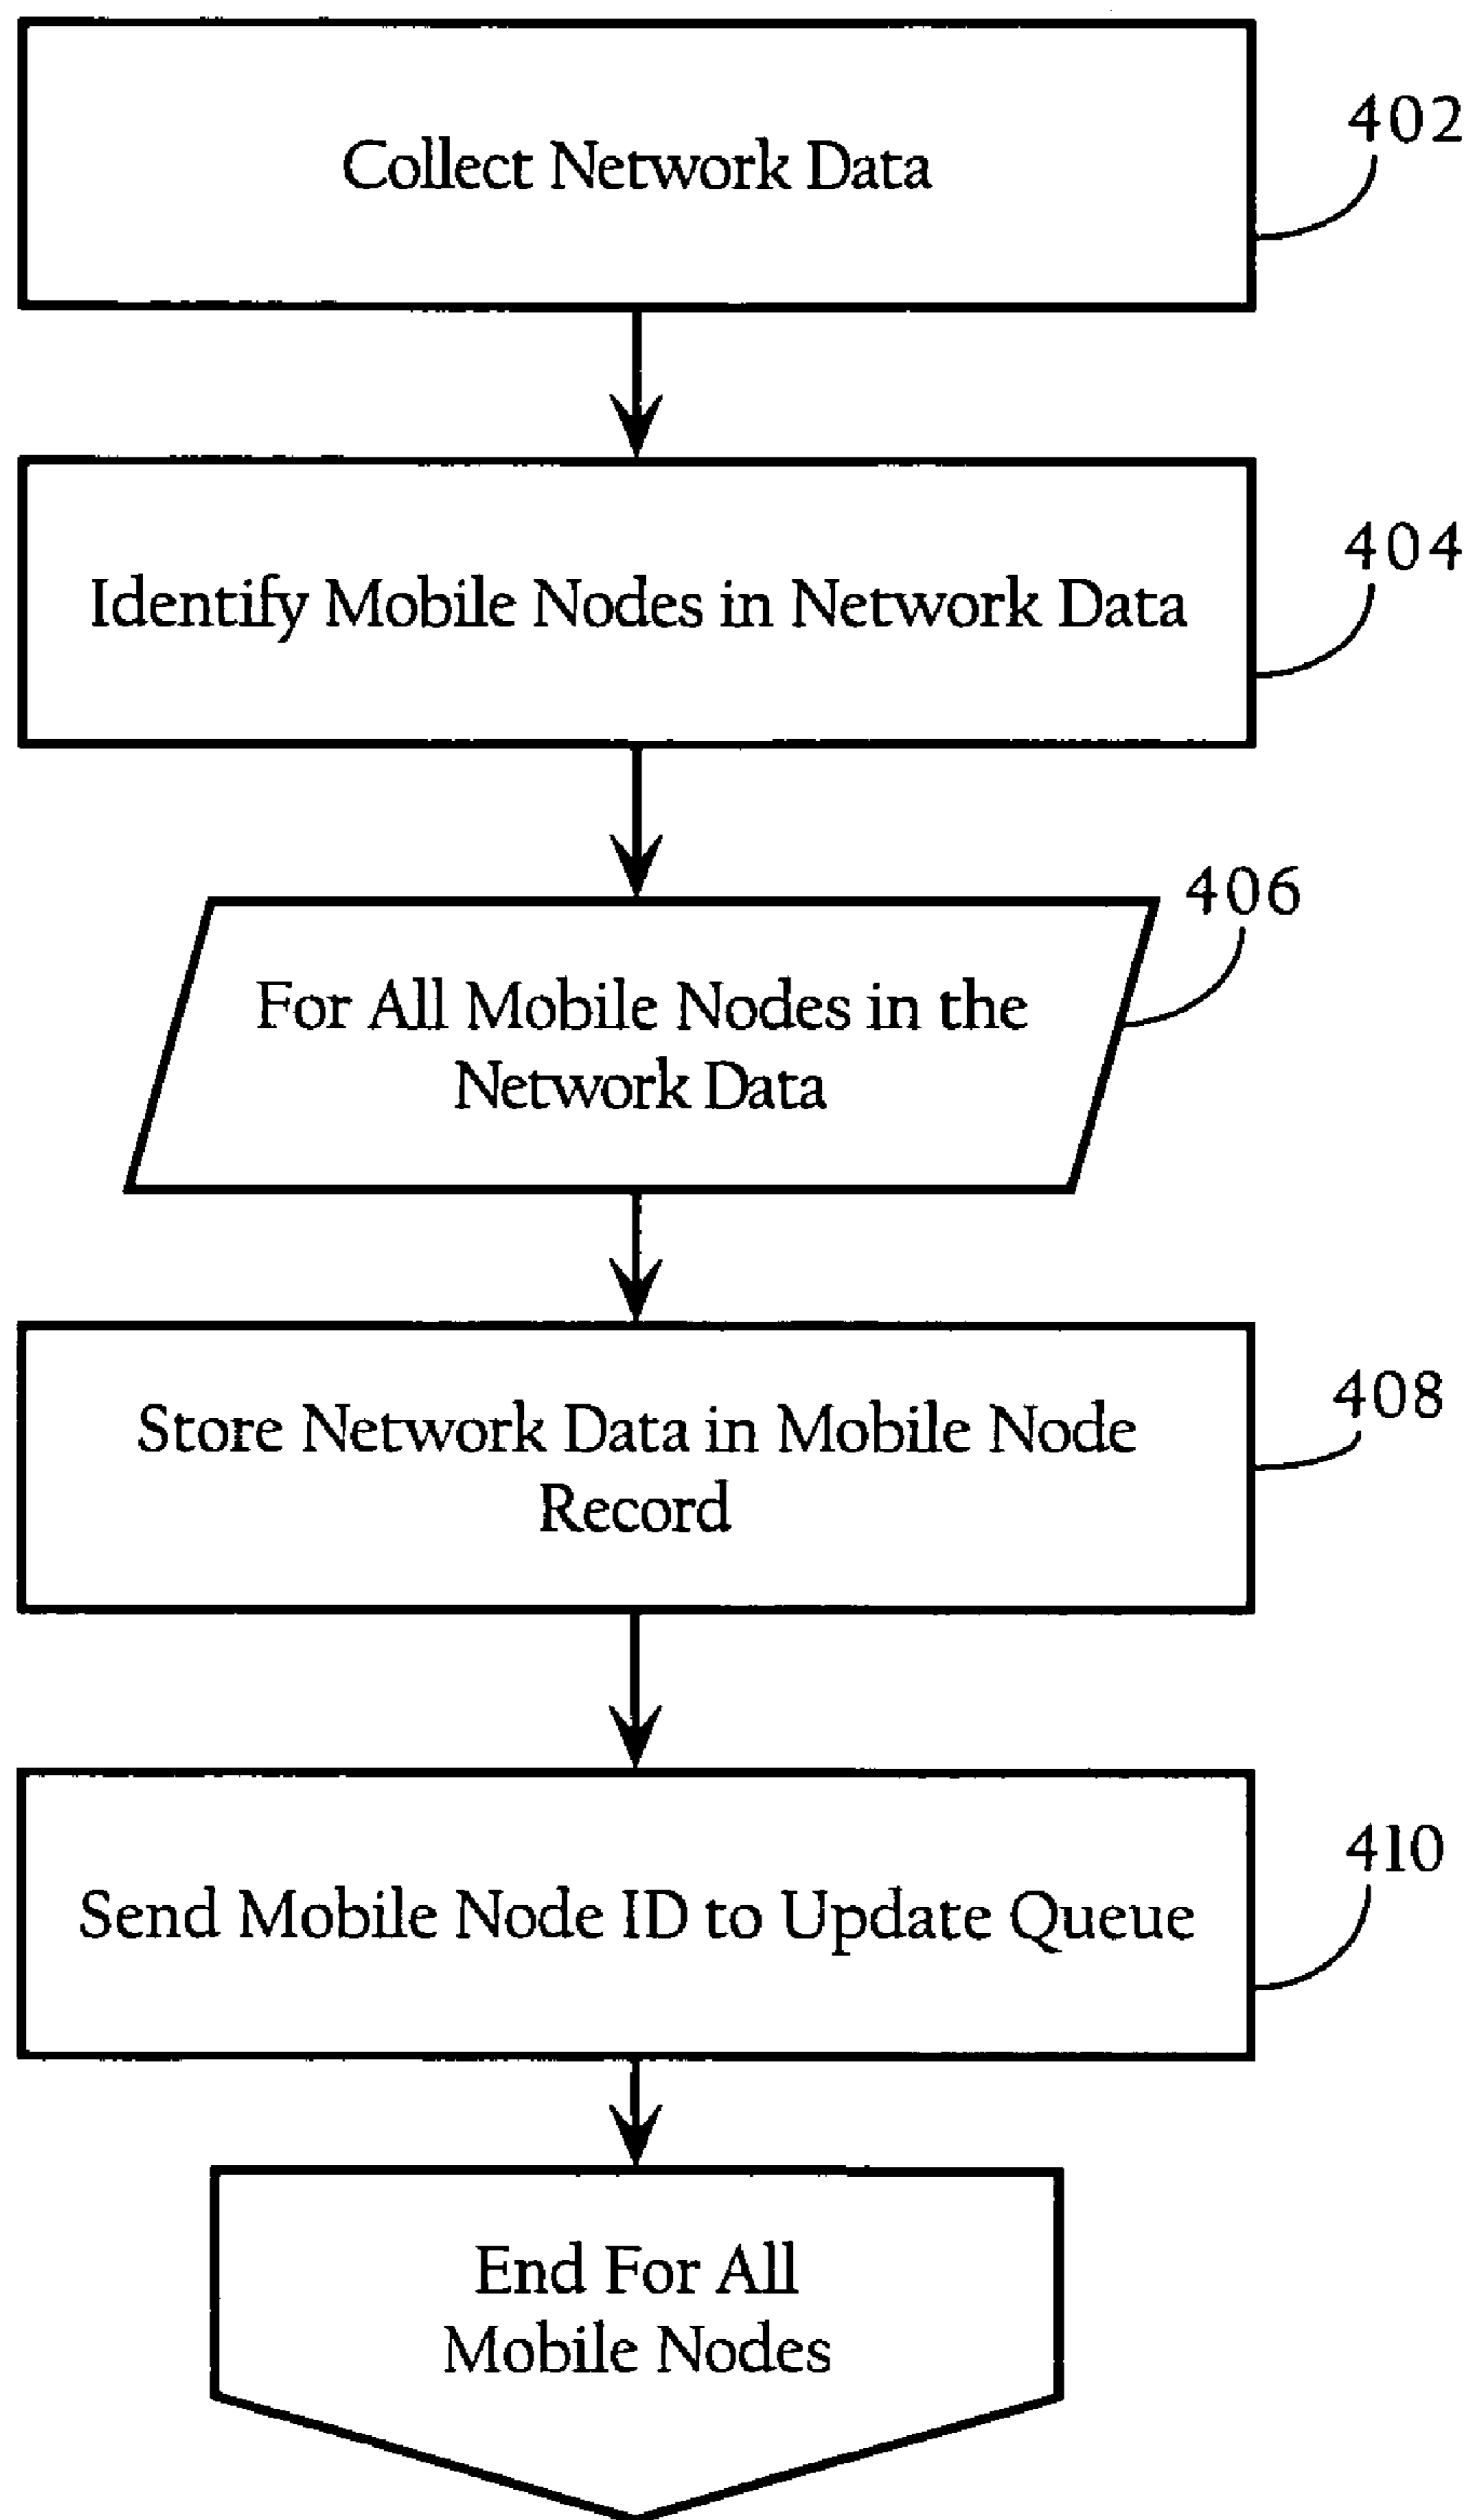 Collect Network Data
402
Identify Mobile Nodes in Network Data
404
For All Mobile Nodes in the
Network Data
406
Store Network Data in Mobile Node
Record
408
Send Mobile Node ID to Update Queue
410
End For All
Mobile Nodes